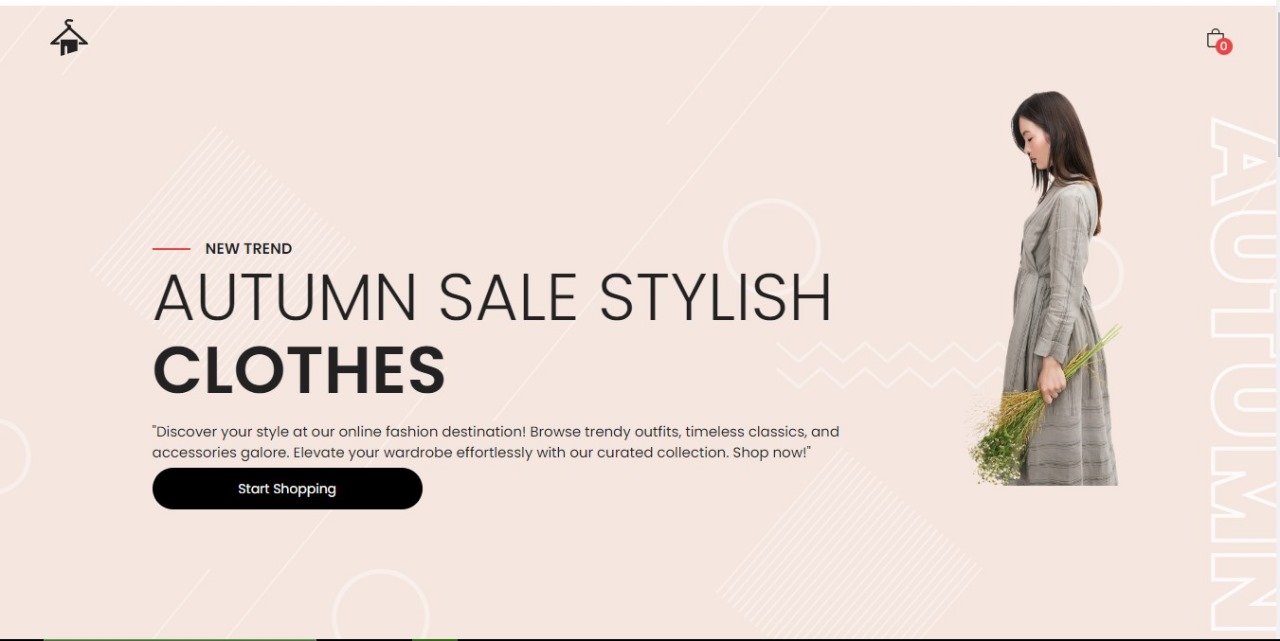 0
NEW TREND
AUTUMN SALE STYLISH
CLOTHES
"Discover your style at our online fashion destination! Browse trendy outfits, timeless classics, and
accessories galore. Elevate your wardrobe effortlessly with our curated collection. Shop now!"
Start Shopping
AUTUMN